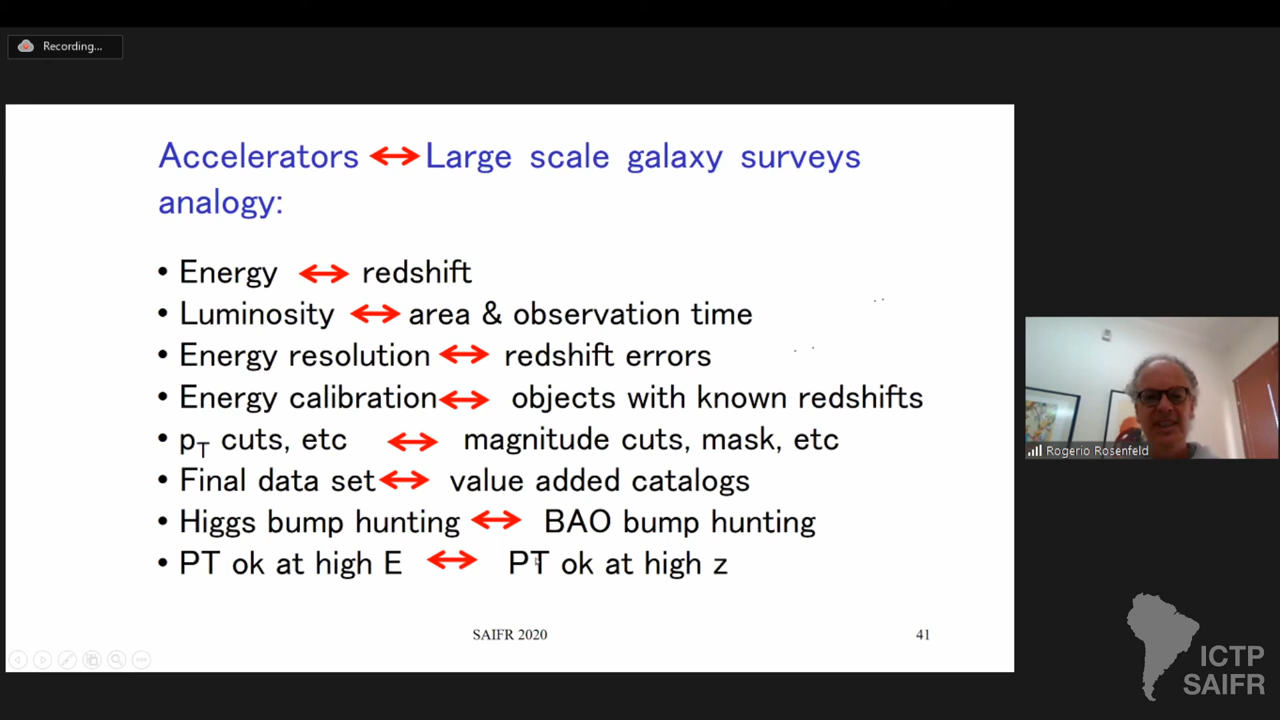 Recording...
Accelerators ↔ Large scale galaxy surveys
analogy:
• Energy ↔ redshift
• Luminosity ↔ area & observation time
• Energy resolution ↔ redshift errors
• Energy calibration ↔ objects with known redshifts
• pT cuts, etc ↔ magnitude cuts, mask, etc
• Final data set ↔ value added catalogs
• Higgs bump hunting ↔ BAO bump hunting
• PT ok at high E ↔ PT ok at high z
SAIFR 2020
41
Rogerio Rosenfeld
ICTP
SAIFR